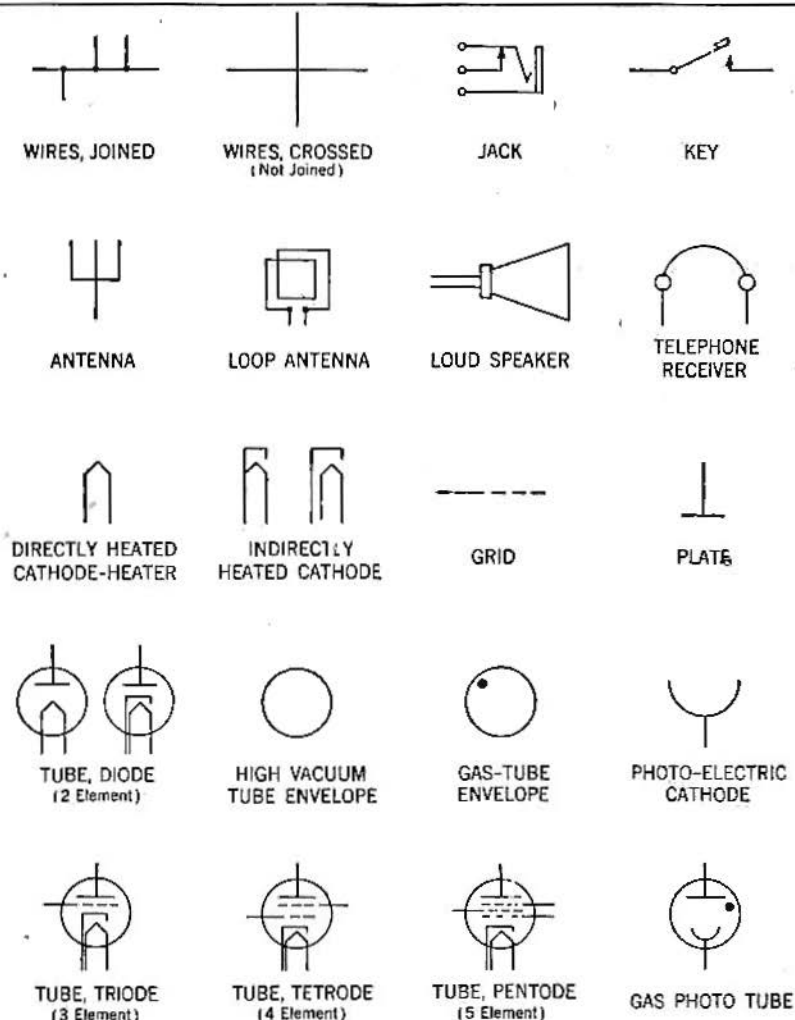 WIRES, JOINED
WIRES, CROSSED
(Not Joined)
JACK
KEY
ANTENNA
LOOP ANTENNA
LOUD SPEAKER
TELEPHONE
RECEIVER
DIRECTLY HEATED
CATHODE-HEATER
INDIRECTLY
HEATED CATHODE
GRID
PLATE
TUBE, DIODE
(2 Element)
HIGH VACUUM
TUBE ENVELOPE
GAS-TUBE
ENVELOPE
PHOTO-ELECTRIC
CATHODE
TUBE, TRIODE
(3 Element)
TUBE, TETRODE
(4 Element)
TUBE, PENTODE
(5 Element)
GAS PHOTO TUBE